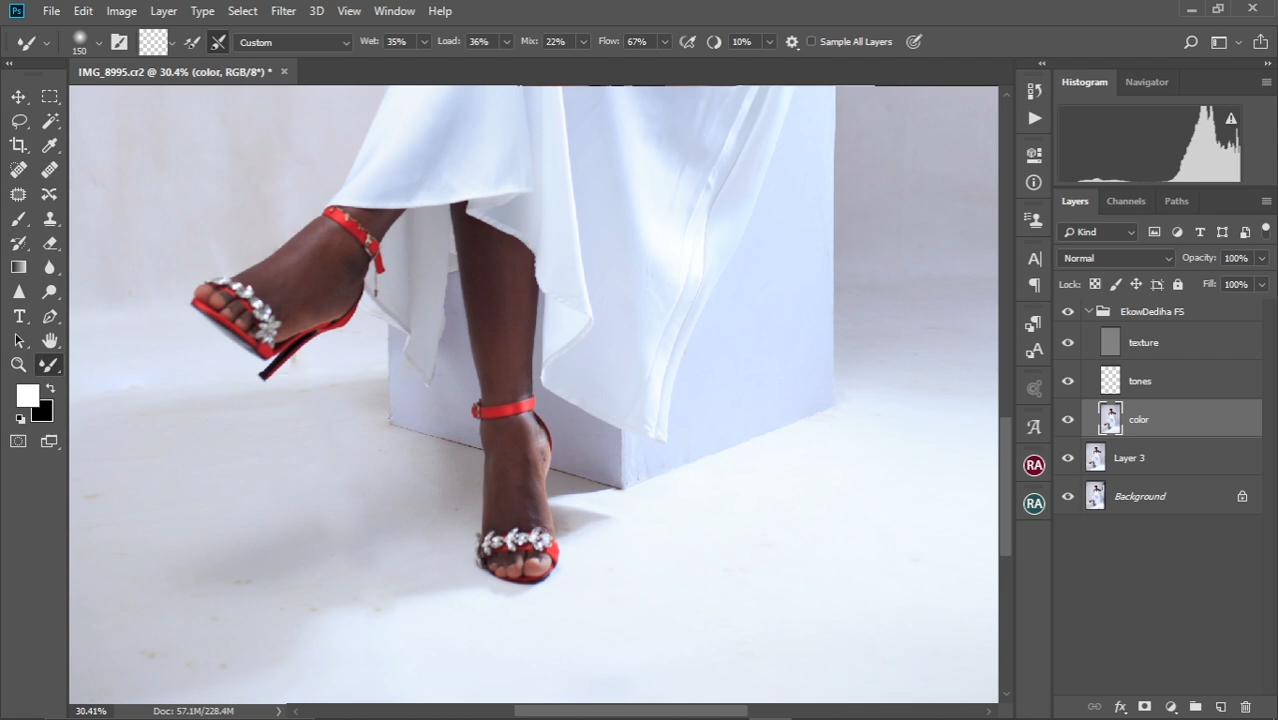 Ps File Edit Image Layer Type Select Filter 3D View Window Help
150 Custom Wet: 35% Load: 36% Mix: 22% Flow: 67% 10% Sample All Layers
IMG_8995.cr2 @ 30.4% (color, RGB/8*) *
Histogram Navigator
Layers Channels Paths
Kind
Normal Opacity: 100%
Lock: Fill: 100%
EkowDediha FS
texture
tones
color
Layer 3
Background
RA
RA
30.41% Doc: 57.1M/228.4M